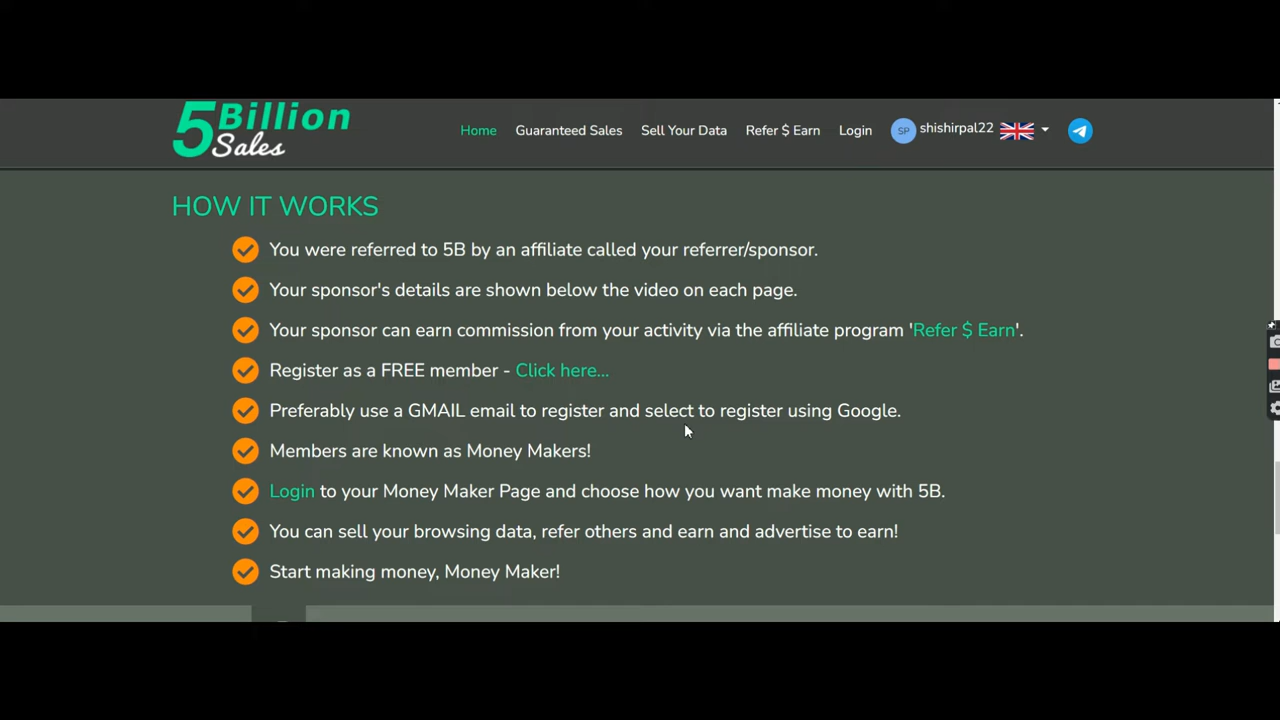 5 Billion
Sales
Home Guaranteed Sales Sell Your Data Refer $ Earn Login SP shishirpal22
HOW IT WORKS
You were referred to 5B by an affiliate called your referrer/sponsor.
Your sponsor's details are shown below the video on each page.
Your sponsor can earn commission from your activity via the affiliate program 'Refer $ Earn'.
Register as a FREE member - Click here...
Preferably use a GMAIL email to register and select to register using Google.
Members are known as Money Makers!
Login to your Money Maker Page and choose how you want make money with 5B.
You can sell your browsing data, refer others and earn and advertise to earn!
Start making money, Money Maker!